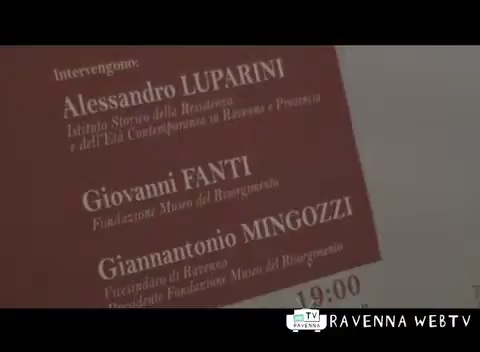 Intervengono:
Alessandro LUPARINI
Istituto Storico della Resistenza
e dell'Età Contemporanea in Ravenna e Provincia
Giovanni FANTI
Fondazione Museo del Risorgimento
Giannantonio MINGOZZI
Vicesindaco di Ravenna
Presidente Fondazione Museo del Risorgimento
19:00
TV
RAVENNA
RAVENNA WEBTV